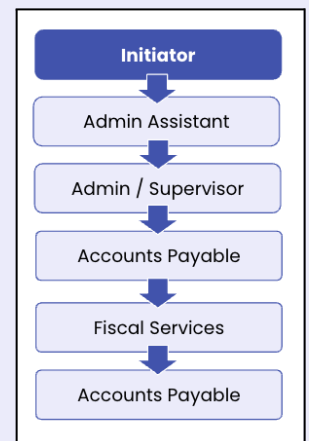 Initiator
Admin Assistant
Admin / Supervisor
Accounts Payable
Fiscal Services
Accounts Payable